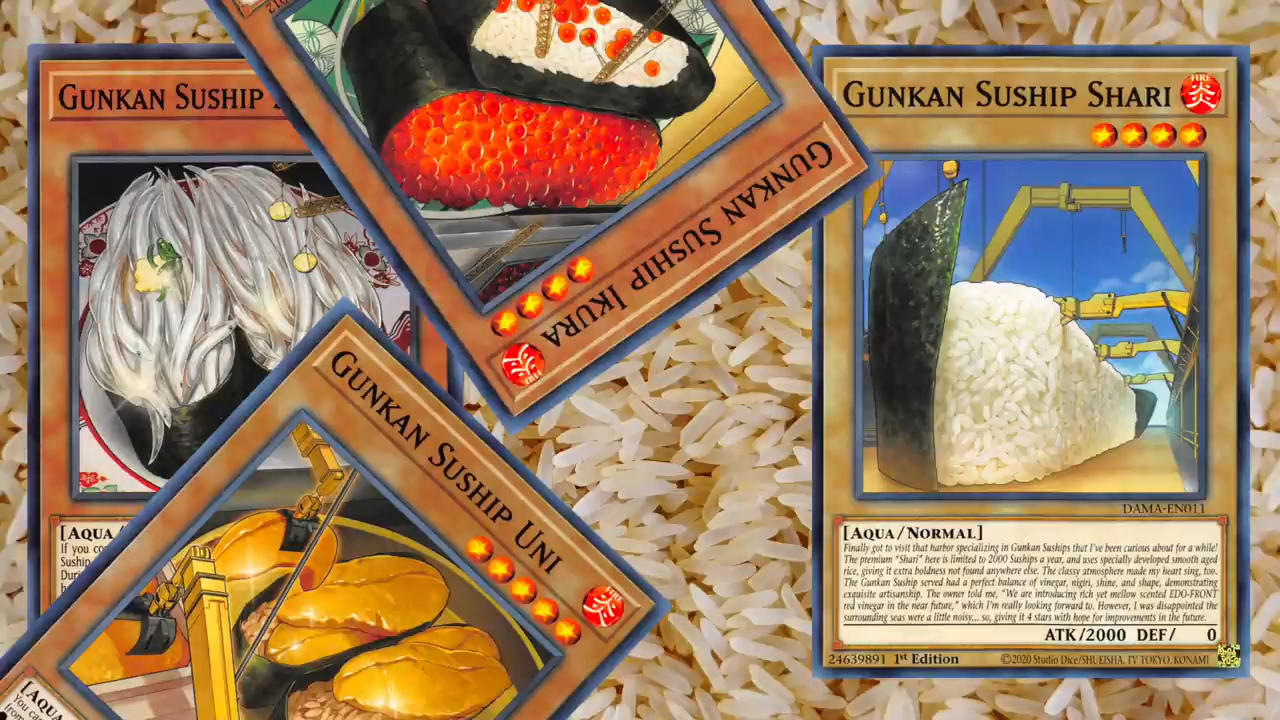 GUNKAN SUSHIP
[AQUA
If you co
Suship
Durin
012
GUNKAN SUSHIP IKURA
FIRE
炎
GUNKAN SUSHIP UNI
FIRE
炎
[AQUA
You can
from
GUNKAN SUSHIP SHARI
FIRE
炎
DAMA-EN011
[AQUA/NORMAL]
Finally got to visit that harbor specializing in Gunkan Suships that I've been curious about for a while!
The premium "Shari" here is limited to 2000 Suships a year, and uses specially developed smooth aged
rice, giving it extra boldness not found anywhere else. The classy atmosphere made my heart sing, too.
The Gunkan Suship served had a perfect balance of vinegar, nigiri, shine, and shape, demonstrating
exquisite artisanship. The owner told me, "We are introducing rich yet mellow scented EDO-FRONT
red vinegar in the near future," which I'm really looking forward to. However, I was disappointed the
surrounding seas were a little noisy... so, giving it 4 stars with hope for improvements in the future.
ATK/2000 DEF/ 0
24639891 1st Edition ©2020 Studio Dice/SHUEISHA, TV TOKYO, KONAMI